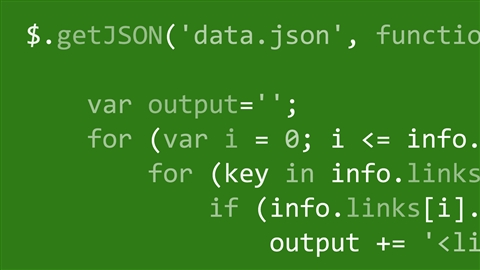 $.getJSON('data.json', functio
var output='';
for (var i = 0; i <= info.
for (key in info.links
if (info.links[i].
output += '<li